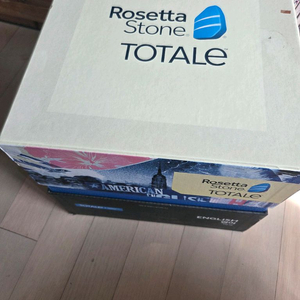 Rosetta
Stone
TOTALe
AMERICAN
Rosetta
Stone
TOTALe
ENGLISH